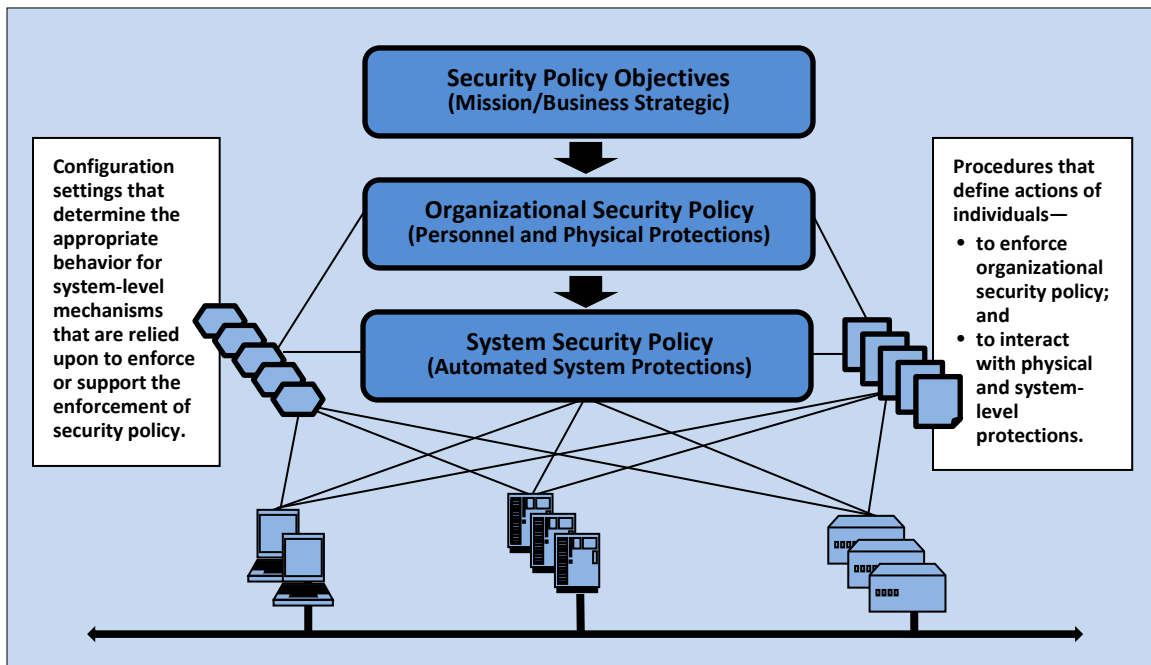 Security Policy Objectives
(Mission/Business Strategic)
Organizational Security Policy
(Personnel and Physical Protections)
System Security Policy
(Automated System Protections)
Configuration
settings that
determine the
appropriate
behavior for
system-level
mechanisms
that are relied
upon to enforce
or support the
enforcement of
security policy.
Procedures that
define actions of
individuals—
• to enforce
organizational
security policy;
and
• to interact
with physical
and system-
level
protections.